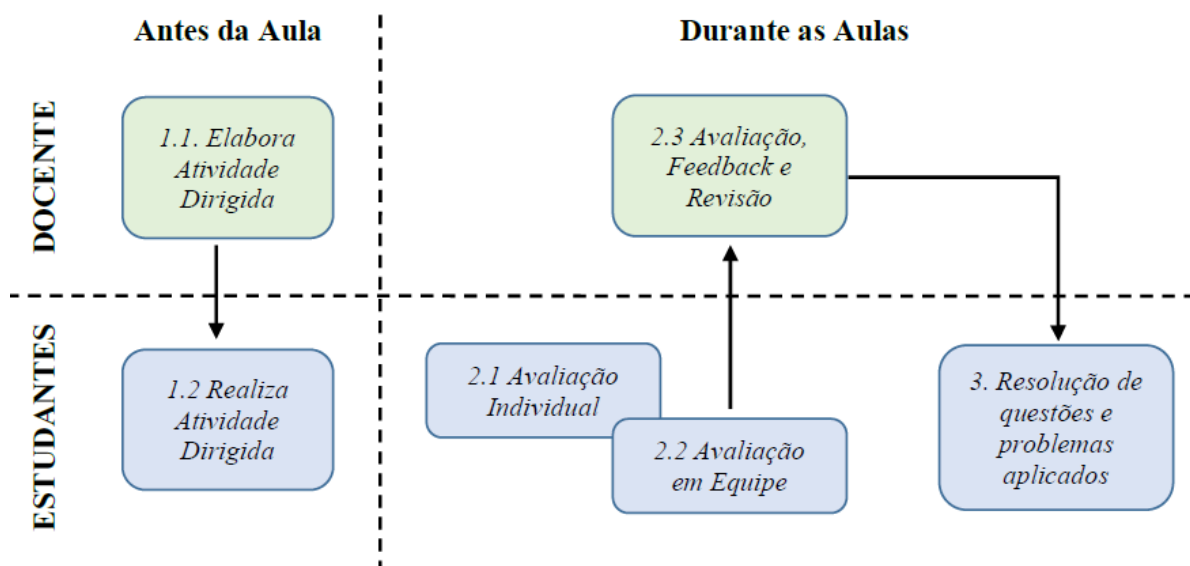 Antes da Aula
Durante as Aulas
DOCENTE
1.1. Elabora
Atividade
Dirigida
2.3 Avaliação,
Feedback e
Revisão
ESTUDANTES
1.2 Realiza
Atividade
Dirigida
2.1 Avaliação
Individual
2.2 Avaliação
em Equipe
3. Resolução de
questões e
problemas
aplicados